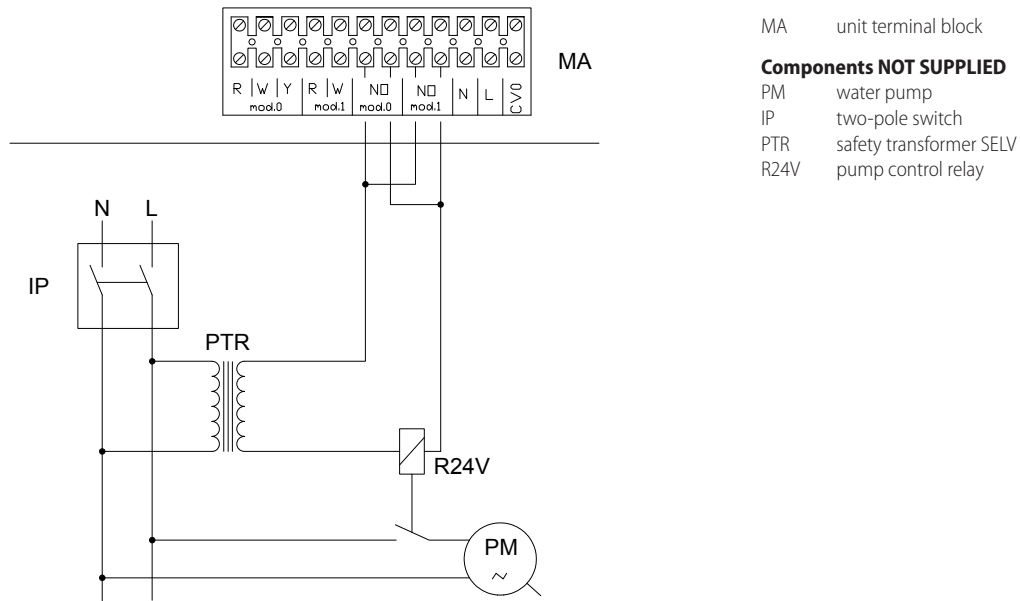 MA
R W Y R W NO NO N L CV0
mod.0 mod.1 mod.0 mod.1
N L
IP
PTR
R24V
PM
~
MA unit terminal block
Components NOT SUPPLIED
PM water pump
IP two-pole switch
PTR safety transformer SELV
R24V pump control relay